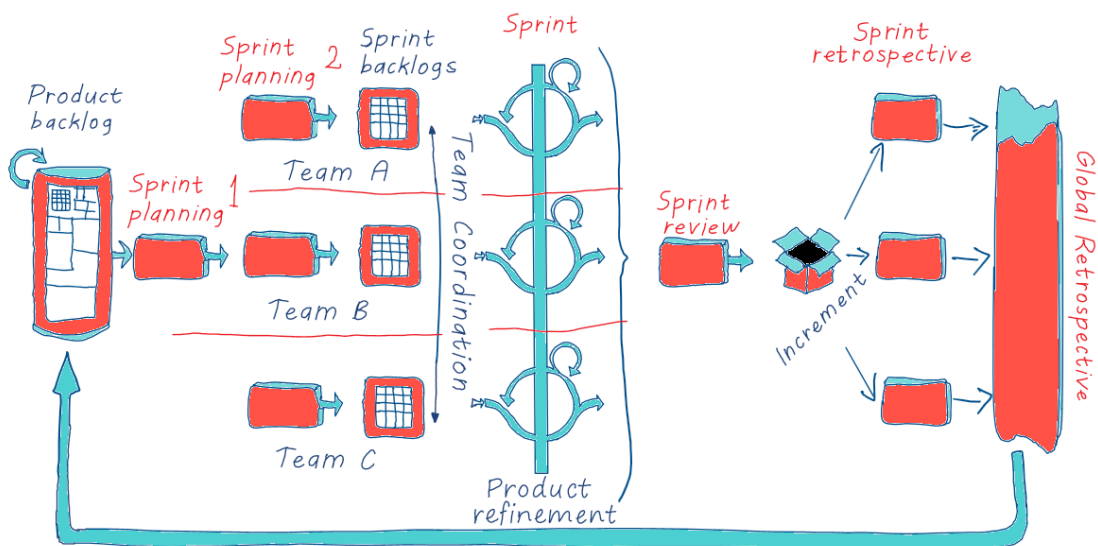 Product
backlog
Sprint
planning 1
Sprint
planning 2
Sprint
backlogs
Team A
Team B
Team C
Team Coordination
Sprint
Product
refinement
Sprint
review
Increment
Sprint
retrospective
Global Retrospective